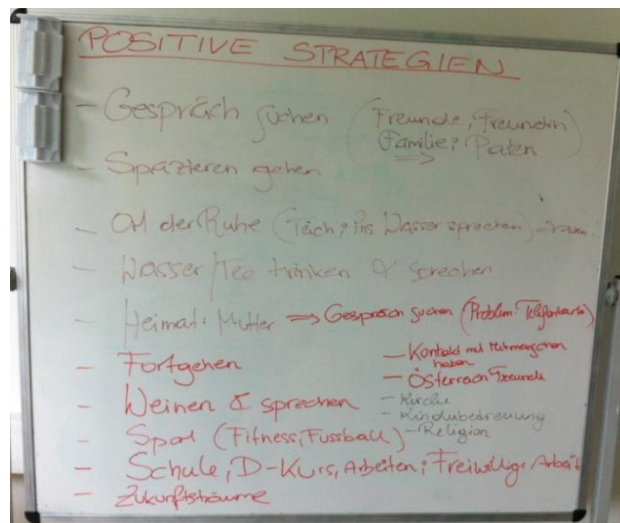 POSITIVE STRATEGIEN
- Gespräch suchen (Freunde, Freundin
Familie; Paten)
- Spazieren gehen
- Ort der Ruhe (Teich; ins Wasser sprechen)
- Wasser/Tee trinken & sprechen
- Heimat: Mutter ⇒ Gespräch suchen (Problem: Telefonkarte)
- Fortgehen
- Weinen & sprechen
- Sport (Fitness, Fussball)
- Schule, D-Kurs, Arbeiten; Freiwillige Arbeit
- Zukunftsträume
- Kontakt mit Mitmenschen
haben
- Österreich Freunde
- Kirche
- Kinderbetreuung
- Religion